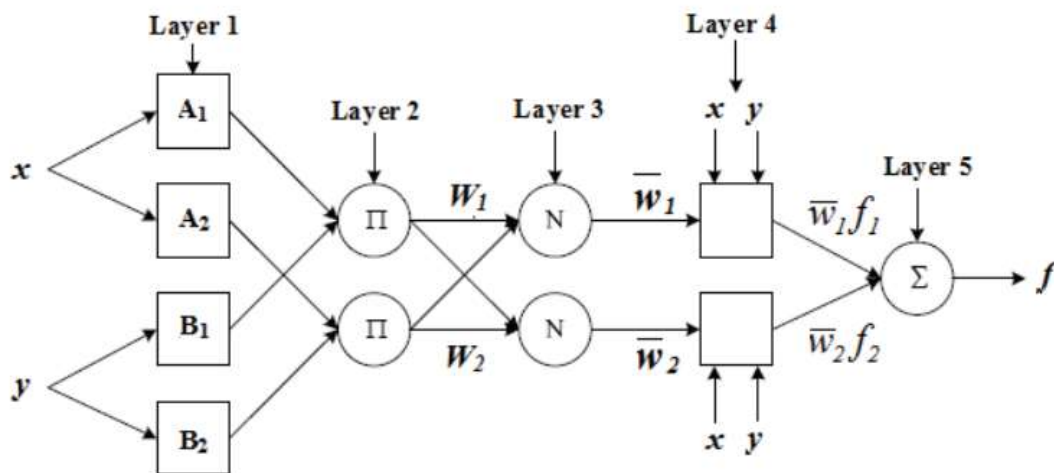 Layer 1
Layer 4
A₁
x y
Layer 2
Layer 3
x
Layer 5
A₂
Π
W₁
N
w̅₁
w̅₁f₁
Σ
f
B₁
Π
W₂
N
w̅₂
w̅₂f₂
y
B₂
x y